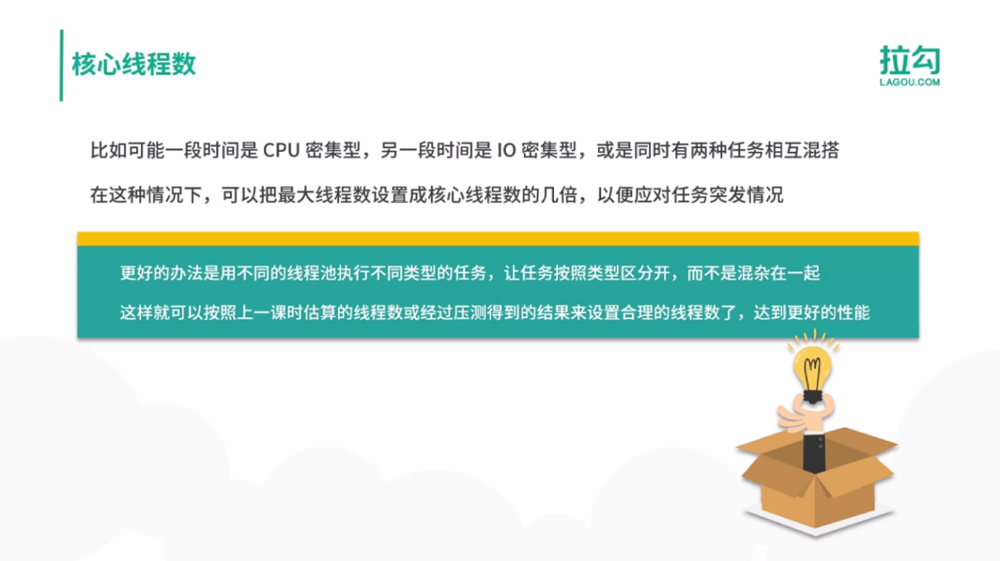 核心线程数
拉勾
LAGOU.COM
比如可能一段时间是 CPU 密集型，另一段时间是 IO 密集型，或是同时有两种任务相互混搭
在这种情况下，可以把最大线程数设置成核心线程数的几倍，以便应对任务突发情况
更好的办法是用不同的线程池执行不同类型的任务，让任务按照类型区分开，而不是混杂在一起
这样就可以按照上一课时估算的线程数或经过压测得到的结果来设置合理的线程数了，达到更好的性能